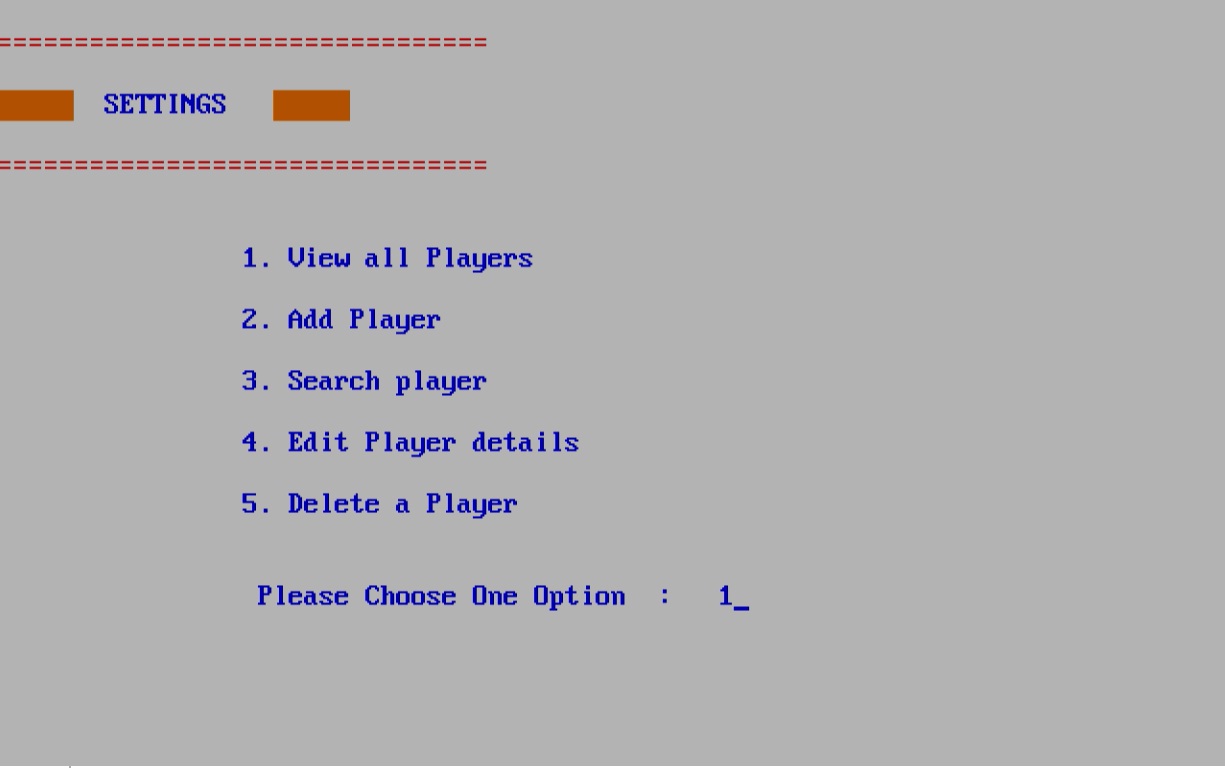 ================================
SETTINGS
================================
1. View all Players
2. Add Player
3. Search player
4. Edit Player details
5. Delete a Player
Please Choose One Option : 1_